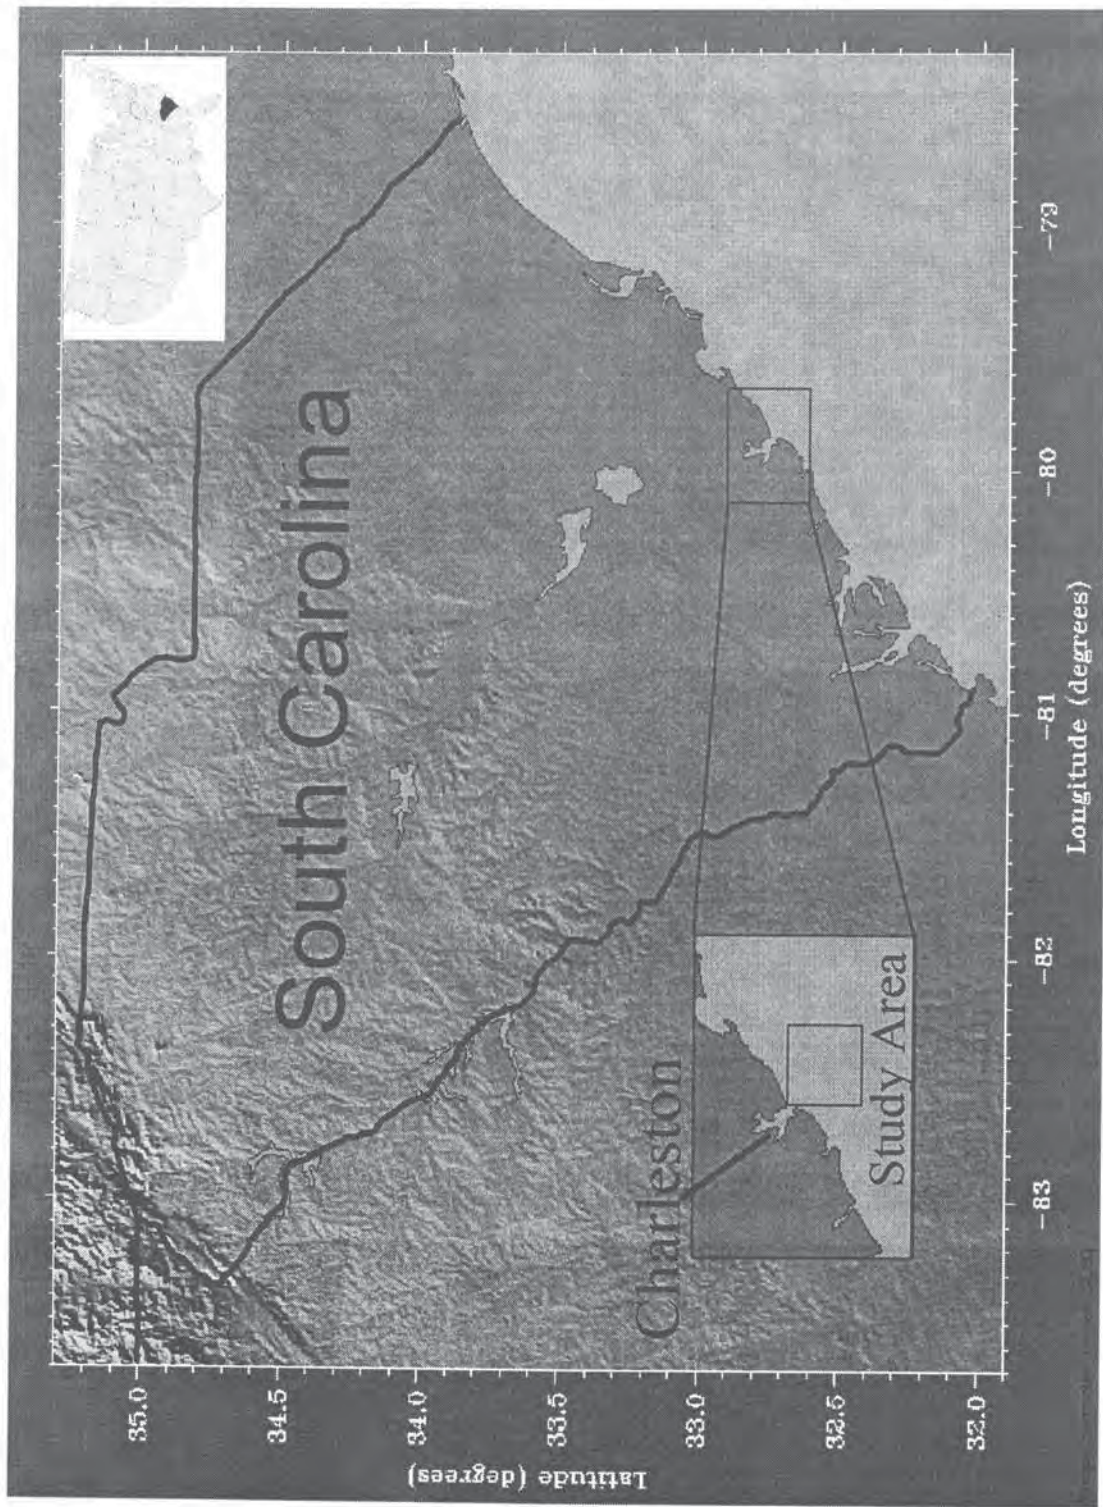 South Carolina
Charleston
Study Area
35.0
34.5
34.0
33.5
33.0
32.5
32.0
Latitude (degrees)
-83
-82
-81
-80
-79
Longitude (degrees)